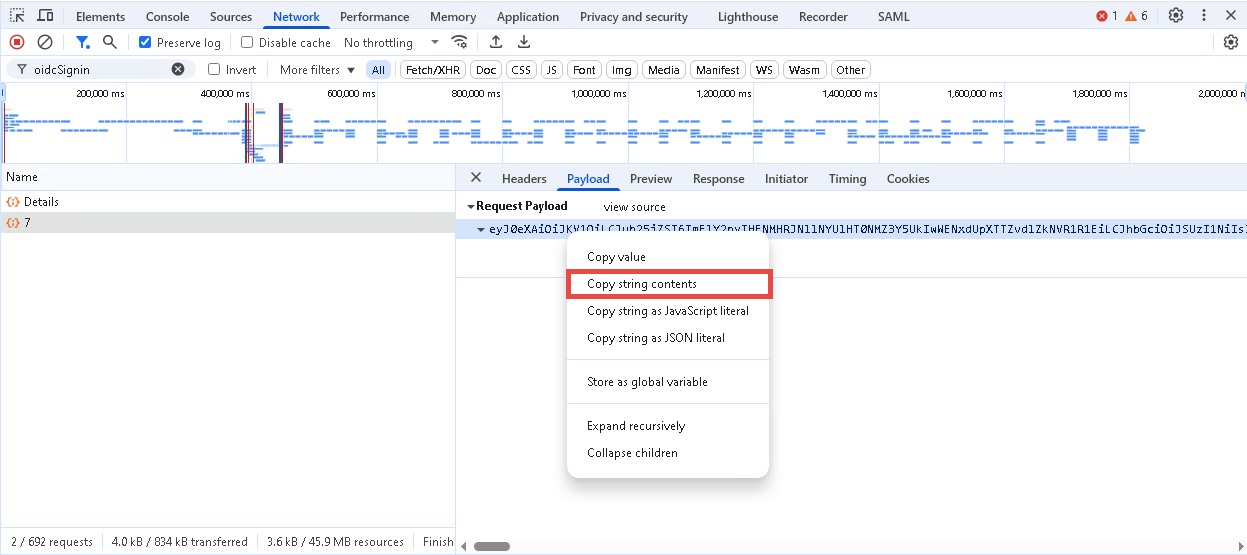 Elements Console Sources Network Performance Memory Application Privacy and security Lighthouse Recorder SAML 1 6
Preserve log Disable cache No throttling
oidcSignin Invert More filters All Fetch/XHR Doc CSS JS Font Img Media Manifest WS Wasm Other
200,000 ms 400,000 ms 600,000 ms 800,000 ms 1,000,000 ms 1,200,000 ms 1,400,000 ms 1,600,000 ms 1,800,000 ms 2,000,000 n
Name
Headers Payload Preview Response Initiator Timing Cookies
Details
7
Request Payload view source
Copy value
Copy string contents
Copy string as JavaScript literal
Copy string as JSON literal
Store as global variable
Expand recursively
Collapse children
2 / 692 requests 4.0 kB / 834 kB transferred 3.6 kB / 45.9 MB resources Finish